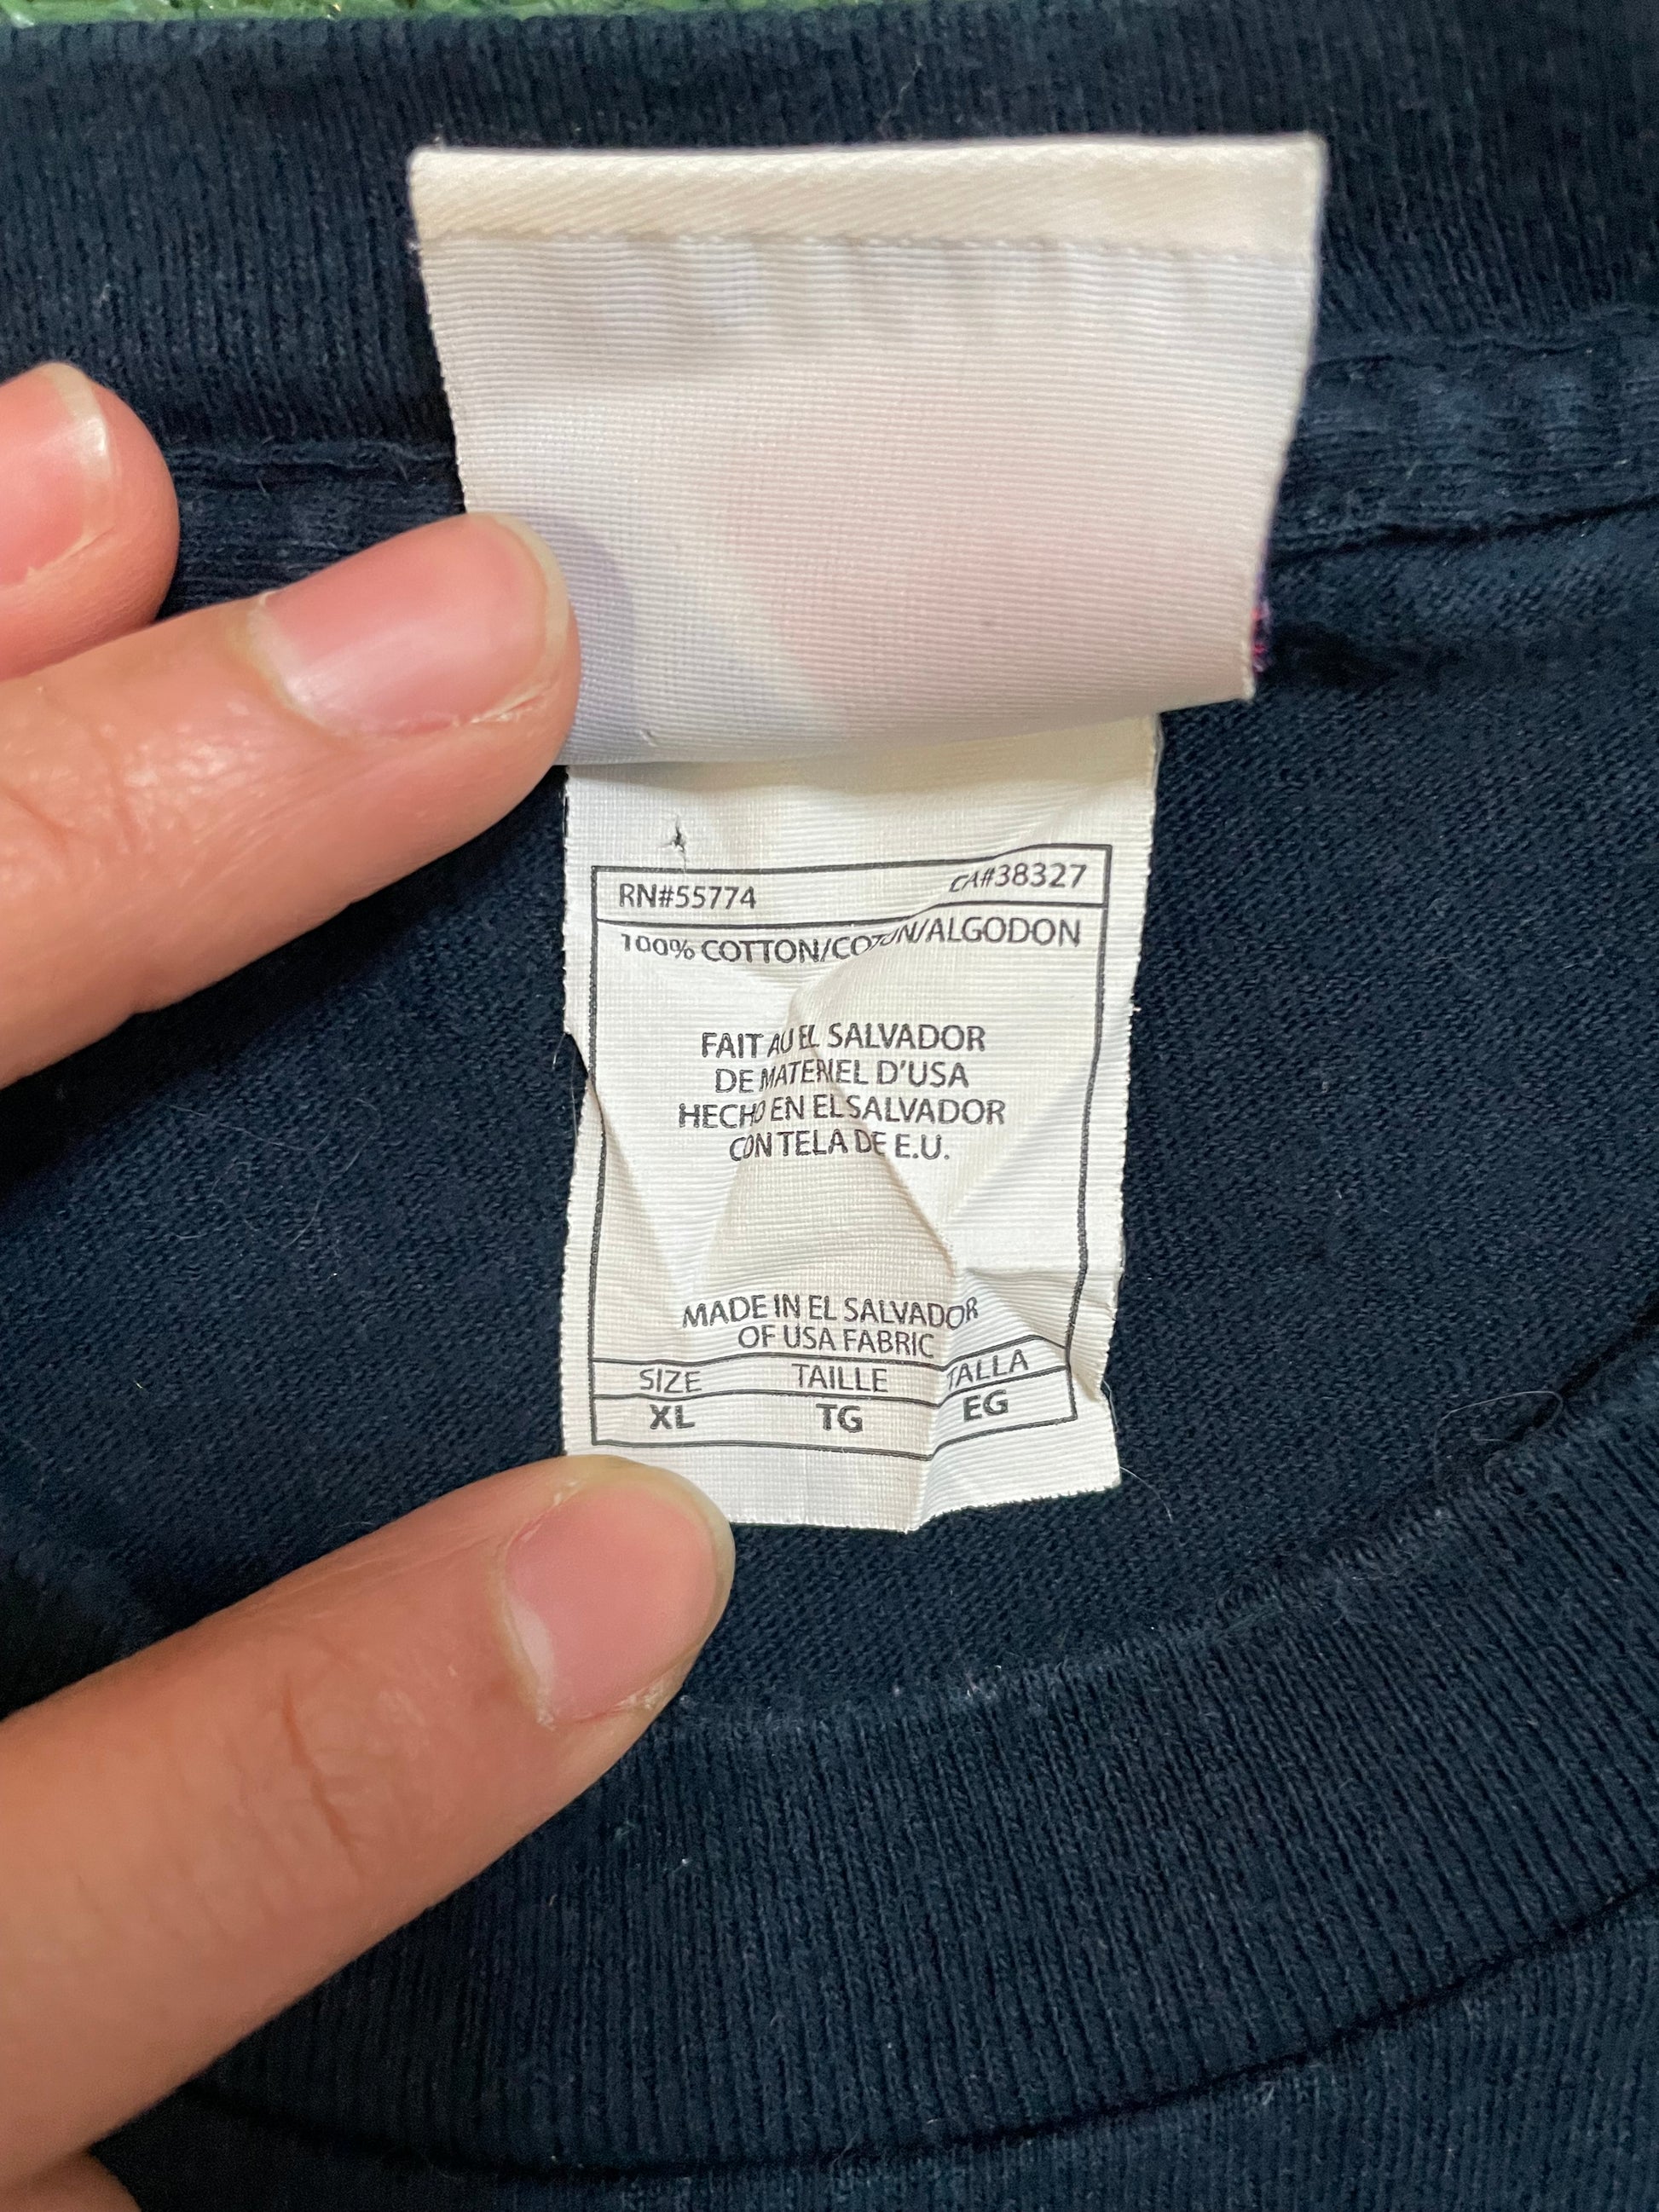 RN#55774 CA#38327
100% COTTON/COTON/ALGODON
FAIT AU EL SALVADOR
DE MATERIEL D'USA
HECHO EN EL SALVADOR
CON TELA DE E.U.
MADE IN EL SALVADOR
OF USA FABRIC
SIZE TAILLE TALLA
XL TG EG